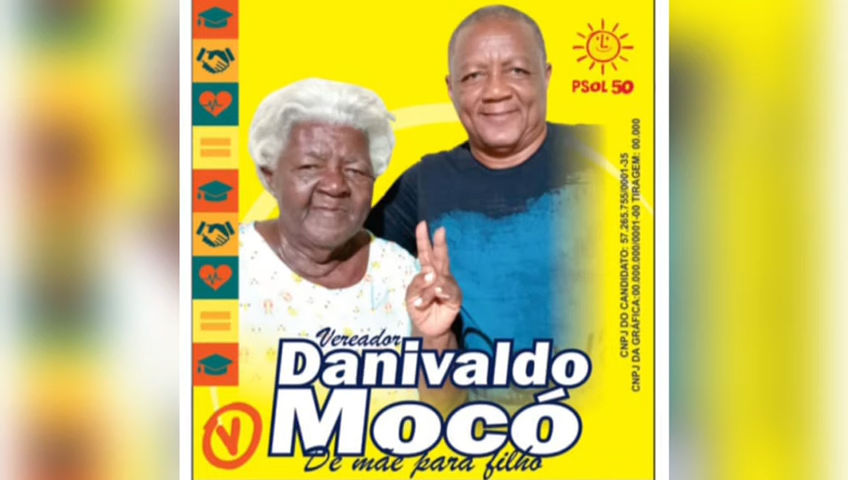 PSOL 50
CNPJ DO CANDIDATO: 57.265.755/0001-35
CNPJ DA GRÁFICA:00.000.000/0001-00 TIRAGEM: 00.000
Vereador
Danivaldo
Mocó
De mãe para filho
V